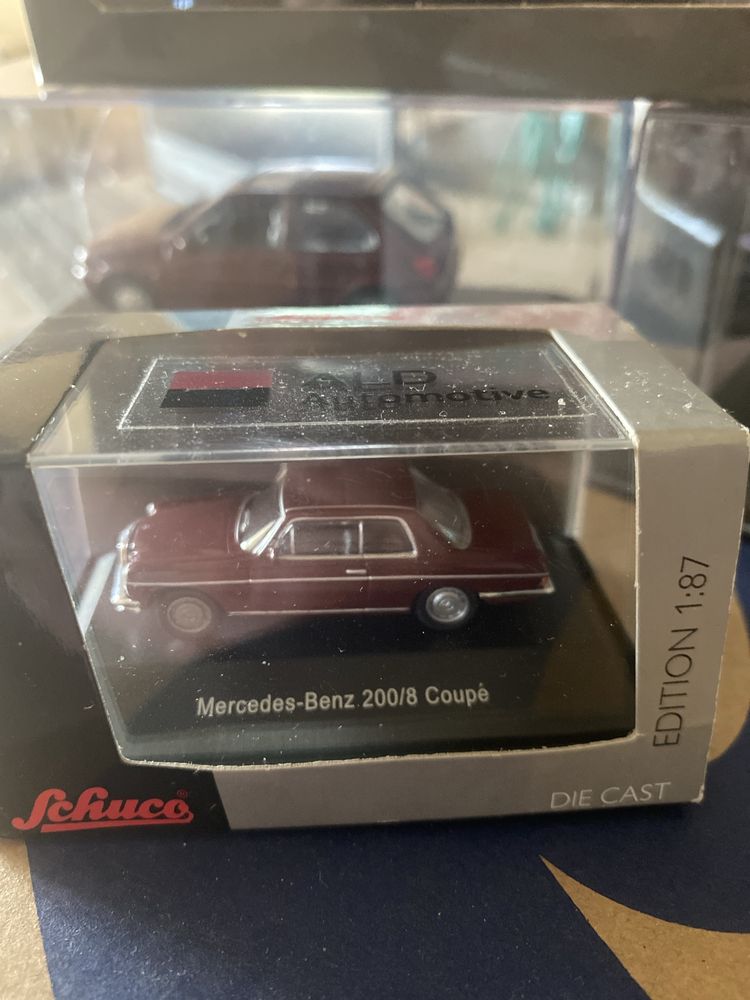 ALD
Automotive
Mercedes-Benz 200/8 Coupé
EDITION 1:87
Schuco®
DIE CAST